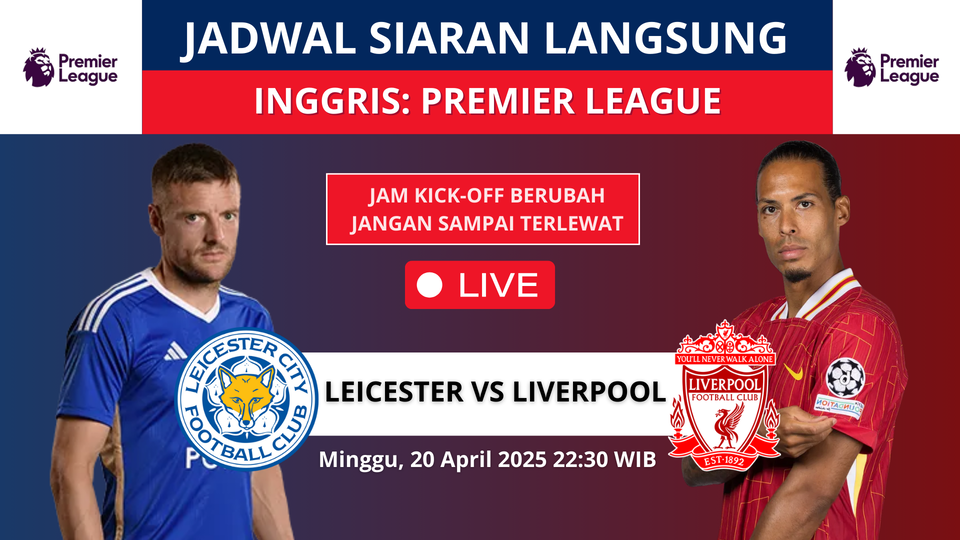 JADWAL SIARAN LANGSUNG
Premier
League
Premier
League
INGGRIS: PREMIER LEAGUE
JAM KICK-OFF BERUBAH
JANGAN SAMPAI TERLEWAT
LIVE
LEICESTER CITY
FOOTBALL CLUB
LEICESTER VS LIVERPOOL
YOU'LL NEVER WALK ALONE
LIVERPOOL
FOOTBALL CLUB
EST·1892
Minggu, 20 April 2025 22:30 WIB